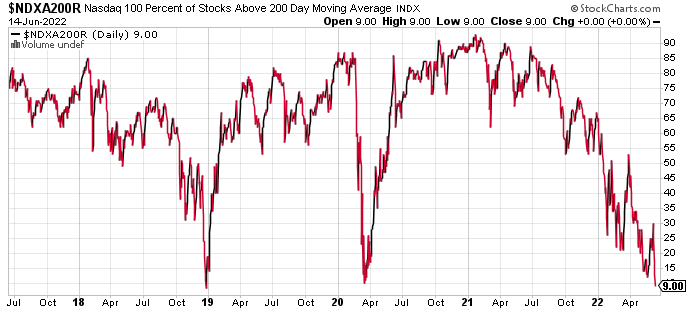 $NDXA200R Nasdaq 100 Percent of Stocks Above 200 Day Moving Average INDX
© StockCharts.com
14-Jun-2022
Open 9.00 High 9.00 Low 9.00 Close 9.00 Chg +0.00 (+0.00%)
$NDXA200R (Daily) 9.00
Volume undef
90
85
80
75
70
65
60
55
50
45
40
35
30
25
20
15
9.00
Jul Oct 18 Apr Jul Oct 19 Apr Jul Oct 20 Apr Jul Oct 21 Apr Jul Oct 22 Apr